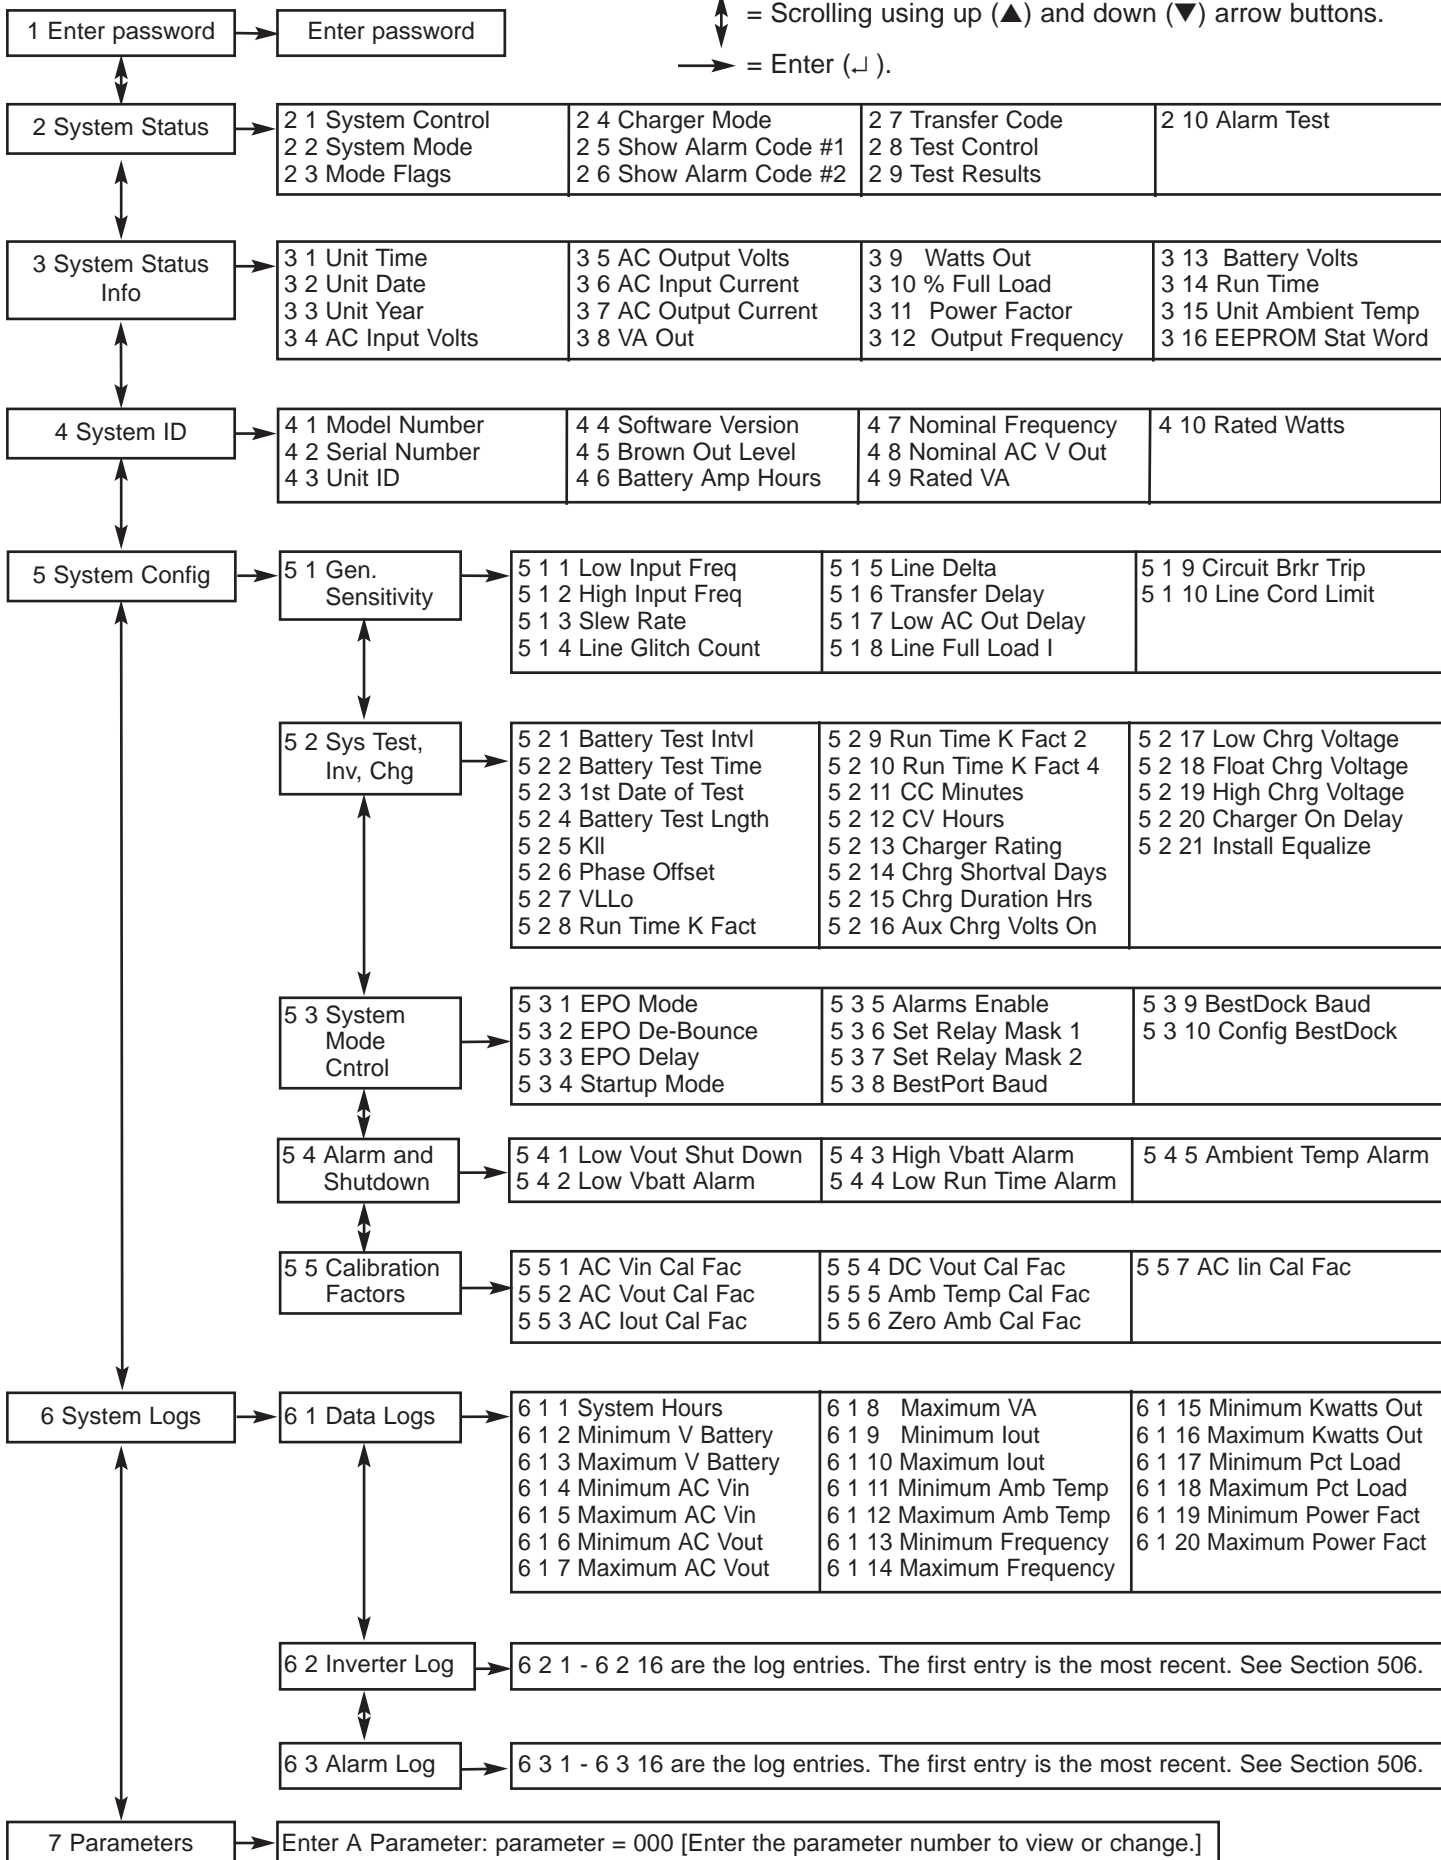 = Scrolling using up (▲) and down (▼) arrow buttons.
= Enter (↵ ).
1 Enter password
Enter password
2 System Status
2 1 System Control
2 2 System Mode
2 3 Mode Flags
2 4 Charger Mode
2 5 Show Alarm Code #1
2 6 Show Alarm Code #2
2 7 Transfer Code
2 8 Test Control
2 9 Test Results
2 10 Alarm Test
3 System Status
Info
3 1 Unit Time
3 2 Unit Date
3 3 Unit Year
3 4 AC Input Volts
3 5 AC Output Volts
3 6 AC Input Current
3 7 AC Output Current
3 8 VA Out
3 9 Watts Out
3 10 % Full Load
3 11 Power Factor
3 12 Output Frequency
3 13 Battery Volts
3 14 Run Time
3 15 Unit Ambient Temp
3 16 EEPROM Stat Word
4 System ID
4 1 Model Number
4 2 Serial Number
4 3 Unit ID
4 4 Software Version
4 5 Brown Out Level
4 6 Battery Amp Hours
4 7 Nominal Frequency
4 8 Nominal AC V Out
4 9 Rated VA
4 10 Rated Watts
5 System Config
5 1 Gen.
Sensitivity
5 1 1 Low Input Freq
5 1 2 High Input Freq
5 1 3 Slew Rate
5 1 4 Line Glitch Count
5 1 5 Line Delta
5 1 6 Transfer Delay
5 1 7 Low AC Out Delay
5 1 8 Line Full Load I
5 1 9 Circuit Brkr Trip
5 1 10 Line Cord Limit
5 2 Sys Test,
Inv, Chg
5 2 1 Battery Test Intvl
5 2 2 Battery Test Time
5 2 3 1st Date of Test
5 2 4 Battery Test Lngth
5 2 5 Kll
5 2 6 Phase Offset
5 2 7 VLLo
5 2 8 Run Time K Fact
5 2 9 Run Time K Fact 2
5 2 10 Run Time K Fact 4
5 2 11 CC Minutes
5 2 12 CV Hours
5 2 13 Charger Rating
5 2 14 Chrg Shortval Days
5 2 15 Chrg Duration Hrs
5 2 16 Aux Chrg Volts On
5 2 17 Low Chrg Voltage
5 2 18 Float Chrg Voltage
5 2 19 High Chrg Voltage
5 2 20 Charger On Delay
5 2 21 Install Equalize
5 3 System
Mode
Cntrol
5 3 1 EPO Mode
5 3 2 EPO De-Bounce
5 3 3 EPO Delay
5 3 4 Startup Mode
5 3 5 Alarms Enable
5 3 6 Set Relay Mask 1
5 3 7 Set Relay Mask 2
5 3 8 BestPort Baud
5 3 9 BestDock Baud
5 3 10 Config BestDock
5 4 Alarm and
Shutdown
5 4 1 Low Vout Shut Down
5 4 2 Low Vbatt Alarm
5 4 3 High Vbatt Alarm
5 4 4 Low Run Time Alarm
5 4 5 Ambient Temp Alarm
5 5 Calibration
Factors
5 5 1 AC Vin Cal Fac
5 5 2 AC Vout Cal Fac
5 5 3 AC Iout Cal Fac
5 5 4 DC Vout Cal Fac
5 5 5 Amb Temp Cal Fac
5 5 6 Zero Amb Cal Fac
5 5 7 AC Iin Cal Fac
6 System Logs
6 1 Data Logs
6 1 1 System Hours
6 1 2 Minimum V Battery
6 1 3 Maximum V Battery
6 1 4 Minimum AC Vin
6 1 5 Maximum AC Vin
6 1 6 Minimum AC Vout
6 1 7 Maximum AC Vout
6 1 8 Maximum VA
6 1 9 Minimum Iout
6 1 10 Maximum Iout
6 1 11 Minimum Amb Temp
6 1 12 Maximum Amb Temp
6 1 13 Minimum Frequency
6 1 14 Maximum Frequency
6 1 15 Minimum Kwatts Out
6 1 16 Maximum Kwatts Out
6 1 17 Minimum Pct Load
6 1 18 Maximum Pct Load
6 1 19 Minimum Power Fact
6 1 20 Maximum Power Fact
6 2 Inverter Log
6 2 1 - 6 2 16 are the log entries. The first entry is the most recent. See Section 506.
6 3 Alarm Log
6 3 1 - 6 3 16 are the log entries. The first entry is the most recent. See Section 506.
7 Parameters
Enter A Parameter: parameter = 000 [Enter the parameter number to view or change.]